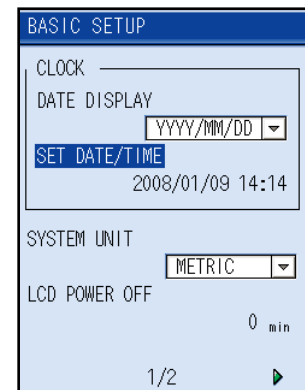 BASIC SETUP
CLOCK
DATE DISPLAY
YYYY/MM/DD
SET DATE/TIME
2008/01/09 14:14
SYSTEM UNIT
METRIC
LCD POWER OFF
0 min
1/2